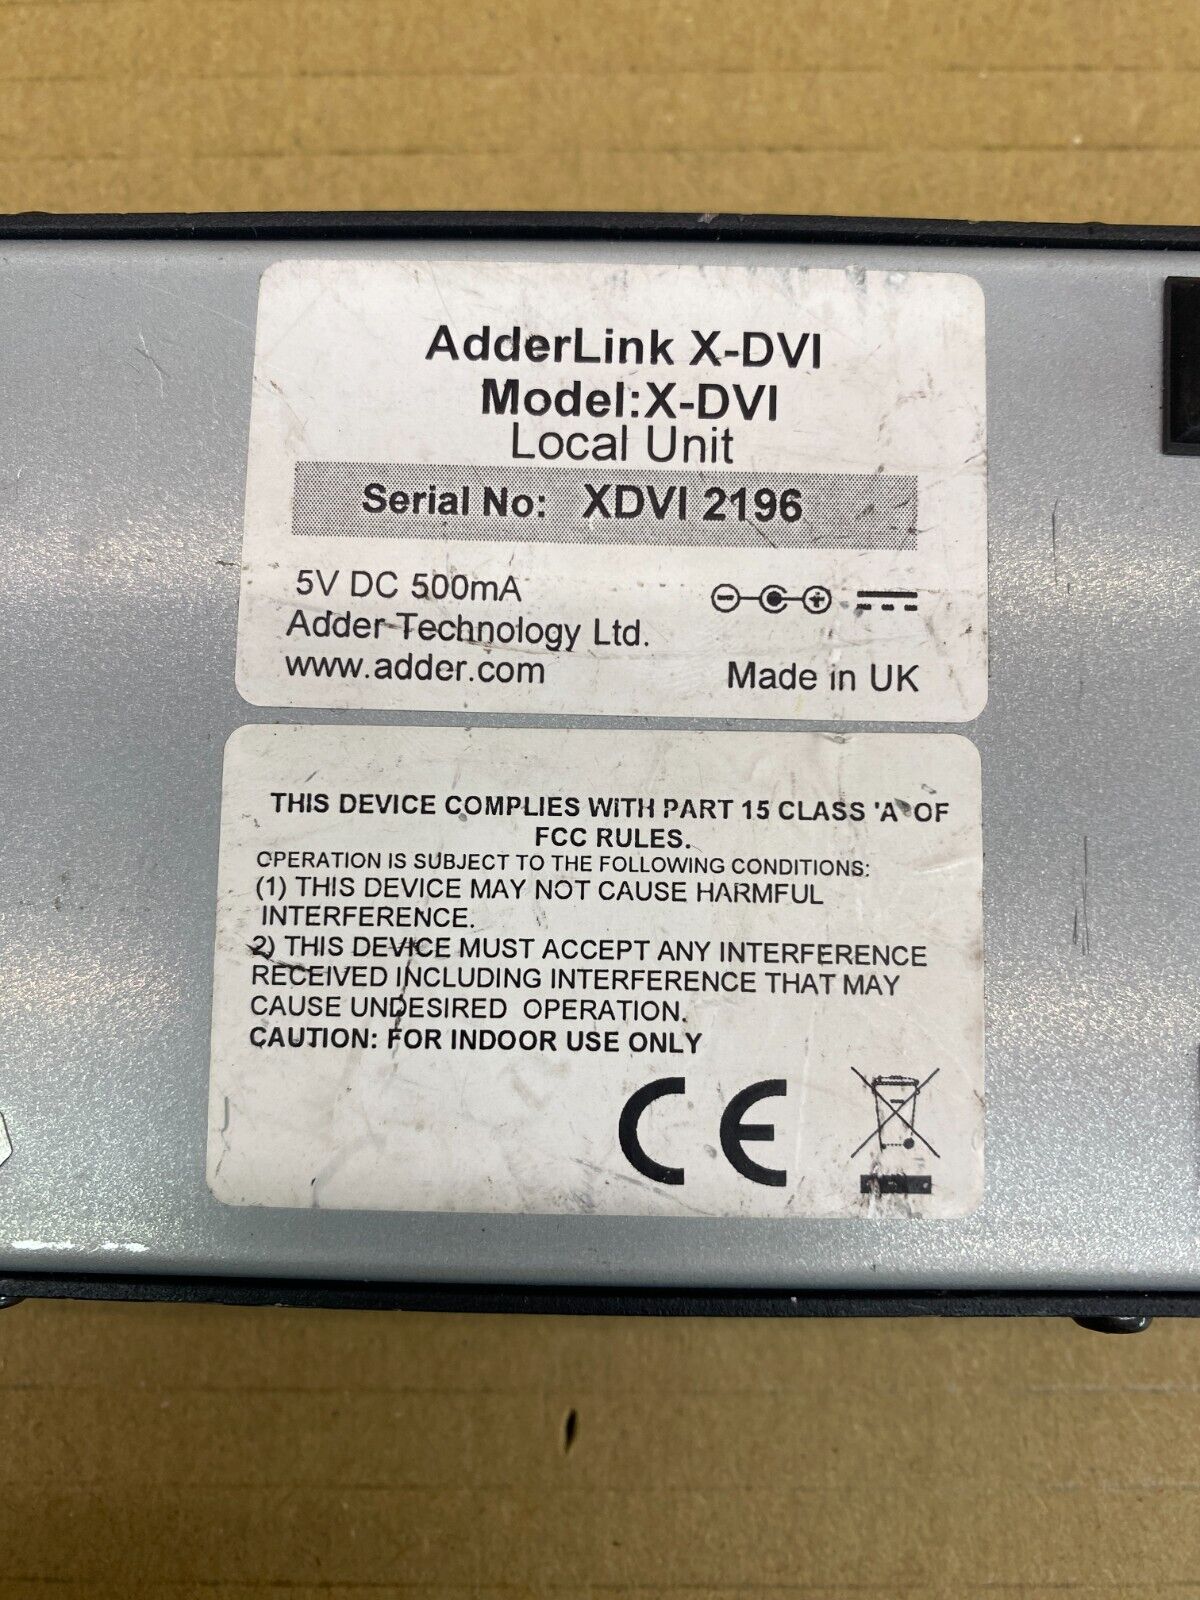 AdderLink X-DVI
Model:X-DVI
Local Unit
Serial No: XDVI 2196
5V DC 500mA
Adder Technology Ltd.
www.adder.com
Made in UK
THIS DEVICE COMPLIES WITH PART 15 CLASS 'A' OF
FCC RULES.
OPERATION IS SUBJECT TO THE FOLLOWING CONDITIONS:
(1) THIS DEVICE MAY NOT CAUSE HARMFUL
INTERFERENCE.
2) THIS DEVICE MUST ACCEPT ANY INTERFERENCE
RECEIVED INCLUDING INTERFERENCE THAT MAY
CAUSE UNDESIRED OPERATION.
CAUTION: FOR INDOOR USE ONLY
CE